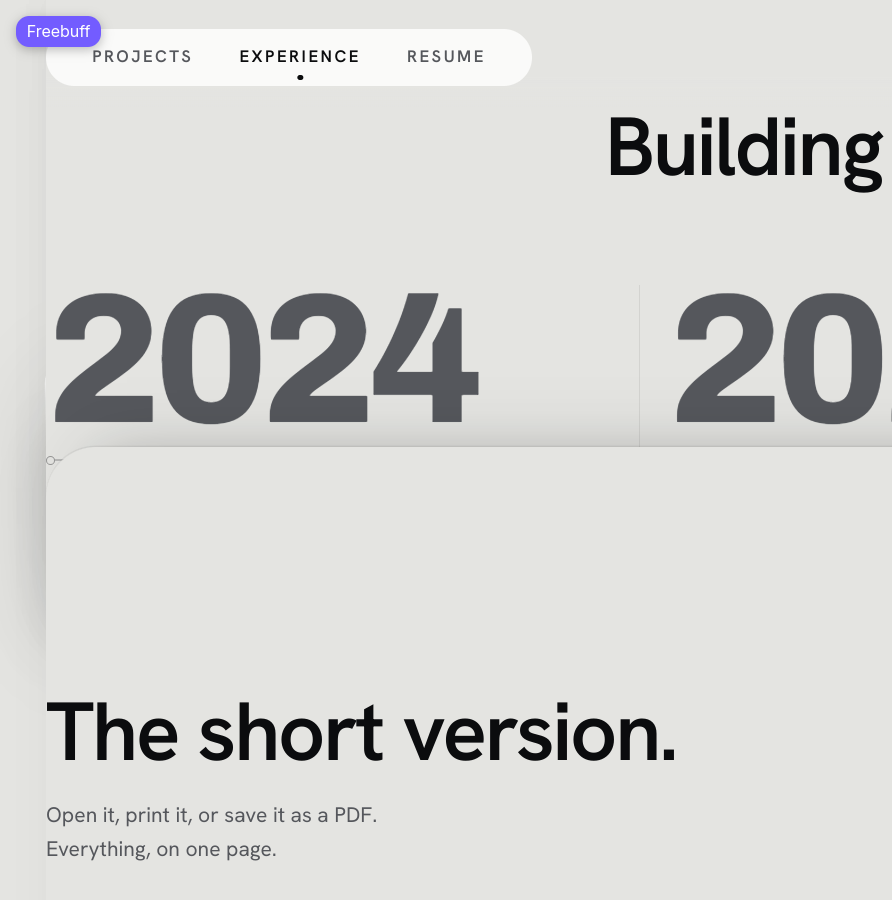 Freebuff
PROJECTS EXPERIENCE RESUME
Building
2024
20
The short version.
Open it, print it, or save it as a PDF.
Everything, on one page.